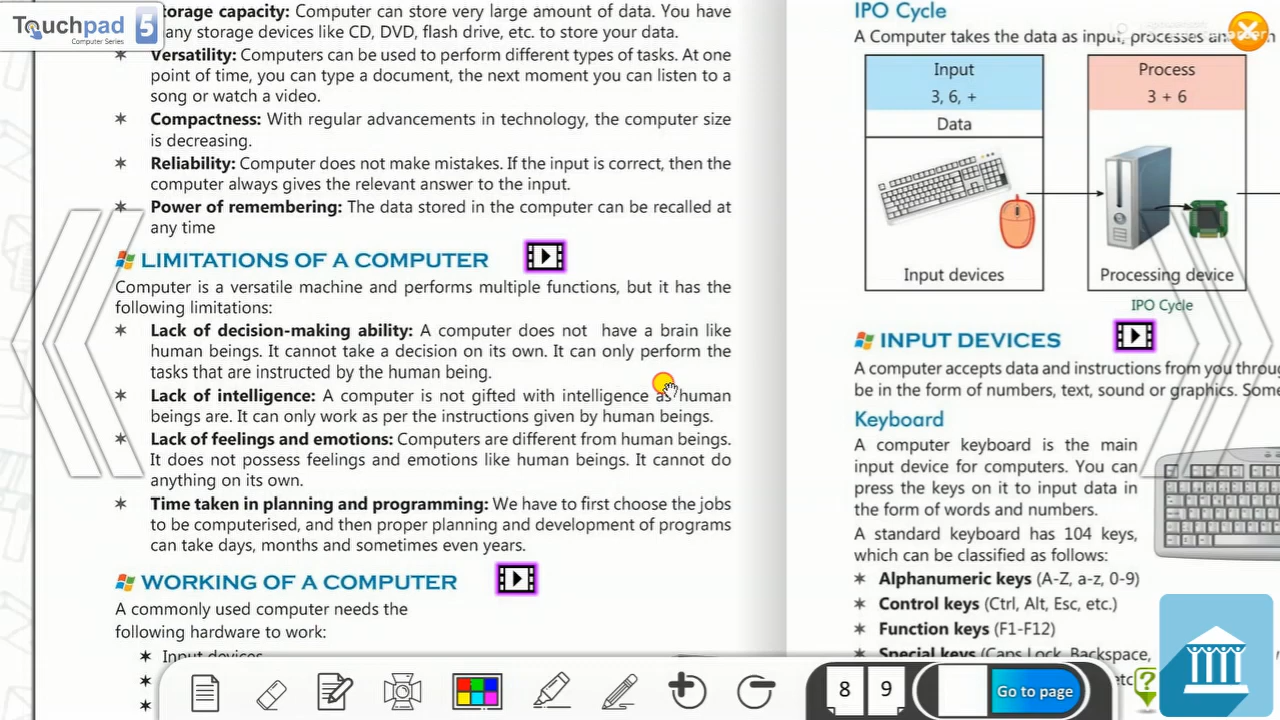 Touchpad 5
Computer Series
Storage capacity: Computer can store very large amount of data. You have
any storage devices like CD, DVD, flash drive, etc. to store your data.
Versatility: Computers can be used to perform different types of tasks. At one
point of time, you can type a document, the next moment you can listen to a
song or watch a video.
✶ Compactness: With regular advancements in technology, the computer size
is decreasing.
✶ Reliability: Computer does not make mistakes. If the input is correct, then the
computer always gives the relevant answer to the input.
✶ Power of remembering: The data stored in the computer can be recalled at
any time
LIMITATIONS OF A COMPUTER
Computer is a versatile machine and performs multiple functions, but it has the
following limitations:
✶ Lack of decision-making ability: A computer does not have a brain like
human beings. It cannot take a decision on its own. It can only perform the
tasks that are instructed by the human being.
✶ Lack of intelligence: A computer is not gifted with intelligence as human
beings are. It can only work as per the instructions given by human beings.
✶ Lack of feelings and emotions: Computers are different from human beings.
It does not possess feelings and emotions like human beings. It cannot do
anything on its own.
✶ Time taken in planning and programming: We have to first choose the jobs
to be computerised, and then proper planning and development of programs
can take days, months and sometimes even years.
WORKING OF A COMPUTER
A commonly used computer needs the
following hardware to work:
✶ Input devices
IPO Cycle
A Computer takes the data as input, processes
Input
3, 6, +
Data
Input devices
Process
3 + 6
Processing device
IPO Cycle
INPUT DEVICES
A computer accepts data and instructions from you
be in the form of numbers, text, sound or graphics.
Keyboard
A computer keyboard is the main
input device for computers. You can
press the keys on it to input data in
the form of words and numbers.
A standard keyboard has 104 keys,
which can be classified as follows:
✶ Alphanumeric keys (A-Z, a-z, 0-9)
✶ Control keys (Ctrl, Alt, Esc, etc.)
✶ Function keys (F1-F12)
✶ Special keys (Caps Lock, Backspace,
8 9
Go to page